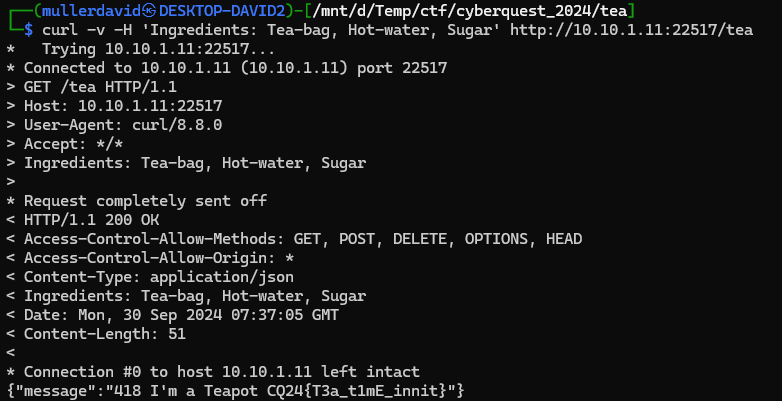 ┌──(mullerdavid㉿DESKTOP-DAVID2)-[/mnt/d/Temp/ctf/cyberquest_2024/tea]
└─$ curl -v -H 'Ingredients: Tea-bag, Hot-water, Sugar' http://10.10.1.11:22517/tea
*   Trying 10.10.1.11:22517...
* Connected to 10.10.1.11 (10.10.1.11) port 22517
> GET /tea HTTP/1.1
> Host: 10.10.1.11:22517
> User-Agent: curl/8.8.0
> Accept: */*
> Ingredients: Tea-bag, Hot-water, Sugar
>
* Request completely sent off
< HTTP/1.1 200 OK
< Access-Control-Allow-Methods: GET, POST, DELETE, OPTIONS, HEAD
< Access-Control-Allow-Origin: *
< Content-Type: application/json
< Ingredients: Tea-bag, Hot-water, Sugar
< Date: Mon, 30 Sep 2024 07:37:05 GMT
< Content-Length: 51
<
* Connection #0 to host 10.10.1.11 left intact
{"message":"418 I'm a Teapot CQ24{T3a_t1mE_innit}"}